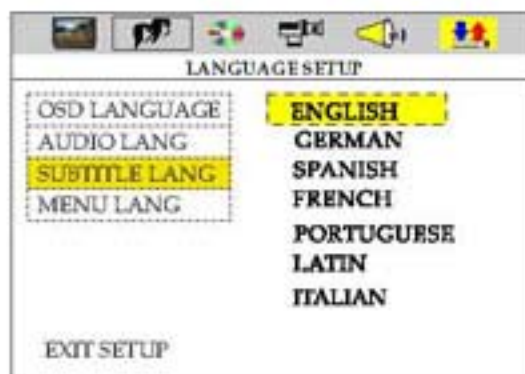 LANGUAGE SETUP
OSD LANGUAGE
AUDIO LANG
SUBTITLE LANG
MENU LANG
ENGLISH
GERMAN
SPANISH
FRENCH
PORTUGUESE
LATIN
ITALIAN
EXIT SETUP